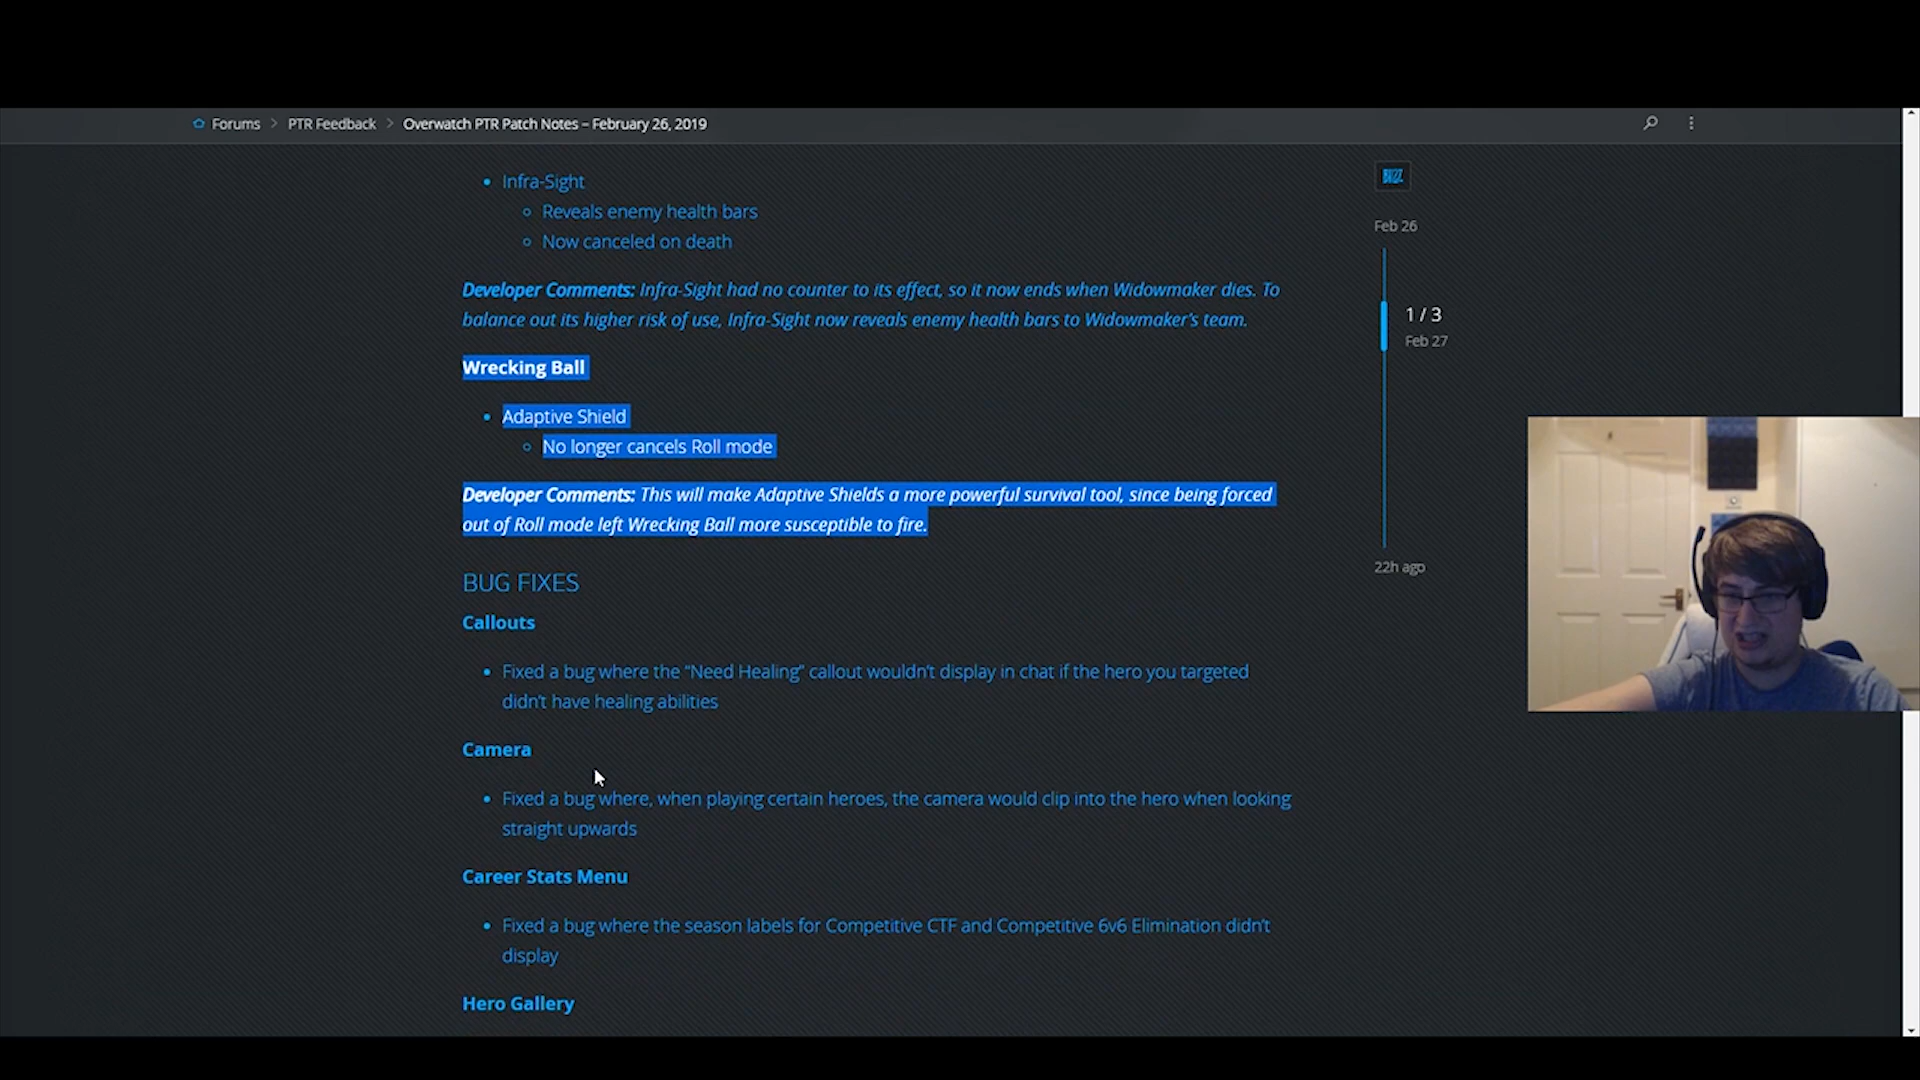 Forums > PTR Feedback > Overwatch PTR Patch Notes – February 26, 2019
Infra-Sight
Reveals enemy health bars
Now canceled on death
Developer Comments: Infra-Sight had no counter to its effect, so it now ends when Widowmaker dies. To
balance out its higher risk of use, Infra-Sight now reveals enemy health bars to Widowmaker's team.
Wrecking Ball
Adaptive Shield
No longer cancels Roll mode
Developer Comments: This will make Adaptive Shields a more powerful survival tool, since being forced
out of Roll mode left Wrecking Ball more susceptible to fire.
BUG FIXES
Callouts
Fixed a bug where the “Need Healing” callout wouldn't display in chat if the hero you targeted
didn't have healing abilities
Camera
Fixed a bug where, when playing certain heroes, the camera would clip into the hero when looking
straight upwards
Career Stats Menu
Fixed a bug where the season labels for Competitive CTF and Competitive 6v6 Elimination didn't
display
Hero Gallery
BLIZZ
Feb 26
1 / 3
Feb 27
22h ago